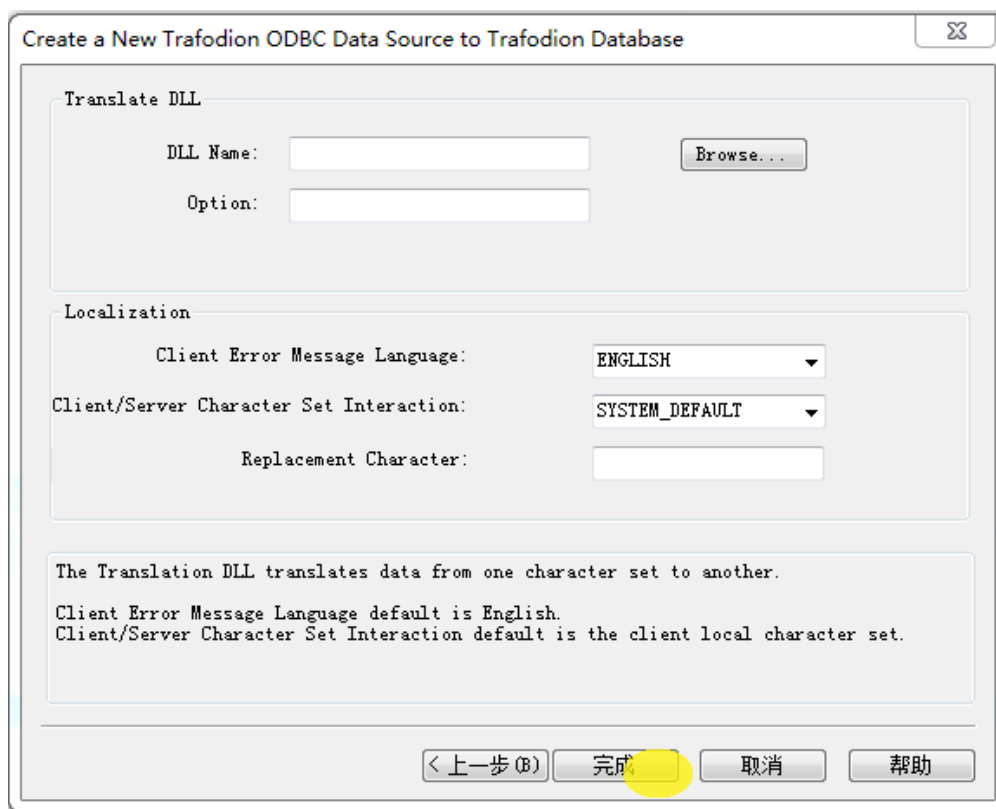 Create a New Trafodion ODBC Data Source to Trafodion Database
Translate DLL
DLL Name:
Browse...
Option:
Localization
Client Error Message Language:
ENGLISH
Client/Server Character Set Interaction:
SYSTEM_DEFAULT
Replacement Character:
The Translation DLL translates data from one character set to another.
Client Error Message Language default is English.
Client/Server Character Set Interaction default is the client local character set.
< 上一步(B) 完成 取消 帮助